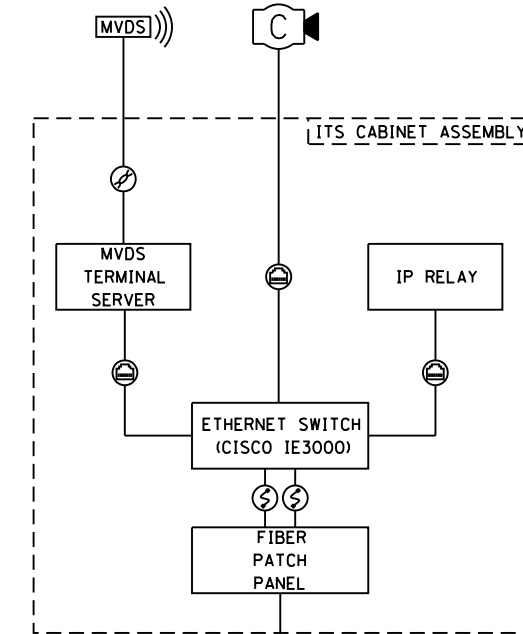 MVDS
C
ITS CABINET ASSEMBLY
MVDS
TERMINAL
SERVER
IP RELAY
ETHERNET SWITCH
(CISCO IE3000)
FIBER
PATCH
PANEL